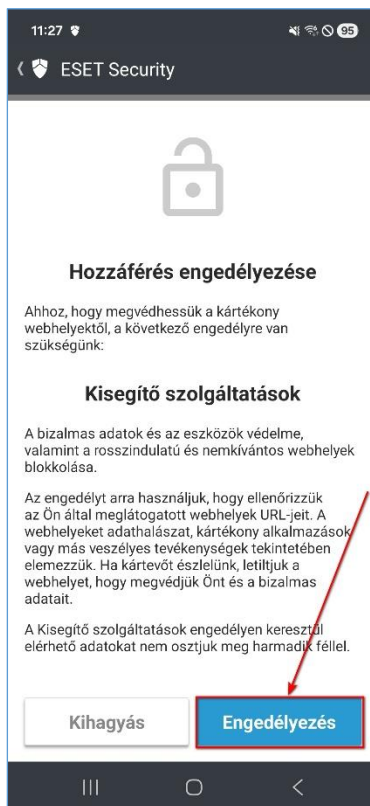 11:27
95
ESET Security
Hozzáférés engedélyezése
Ahhoz, hogy megvédhessük a kártékony
webhelyektől, a következő engedélyre van
szükségünk:
Kisegítő szolgáltatások
A bizalmas adatok és az eszközök védelme,
valamint a rosszindulatú és nemkívántos webhelyek
blokkolása.
Az engedélyt arra használjuk, hogy ellenőrizzük
az Ön által meglátogatott webhelyek URL-jeit. A
webhelyeket adathalászat, kártékony alkalmazások
vagy más veszélyes tevékenységek tekintetében
elemezzük. Ha kártevőt észlelünk, letiltjuk a
webhelyet, hogy megvédjük Önt és a bizalmas
adatait.
A Kisegítő szolgáltatások engedélyen keresztül
elérhető adatokat nem osztjuk meg harmadik féllel.
Kihagyás
Engedélyezés